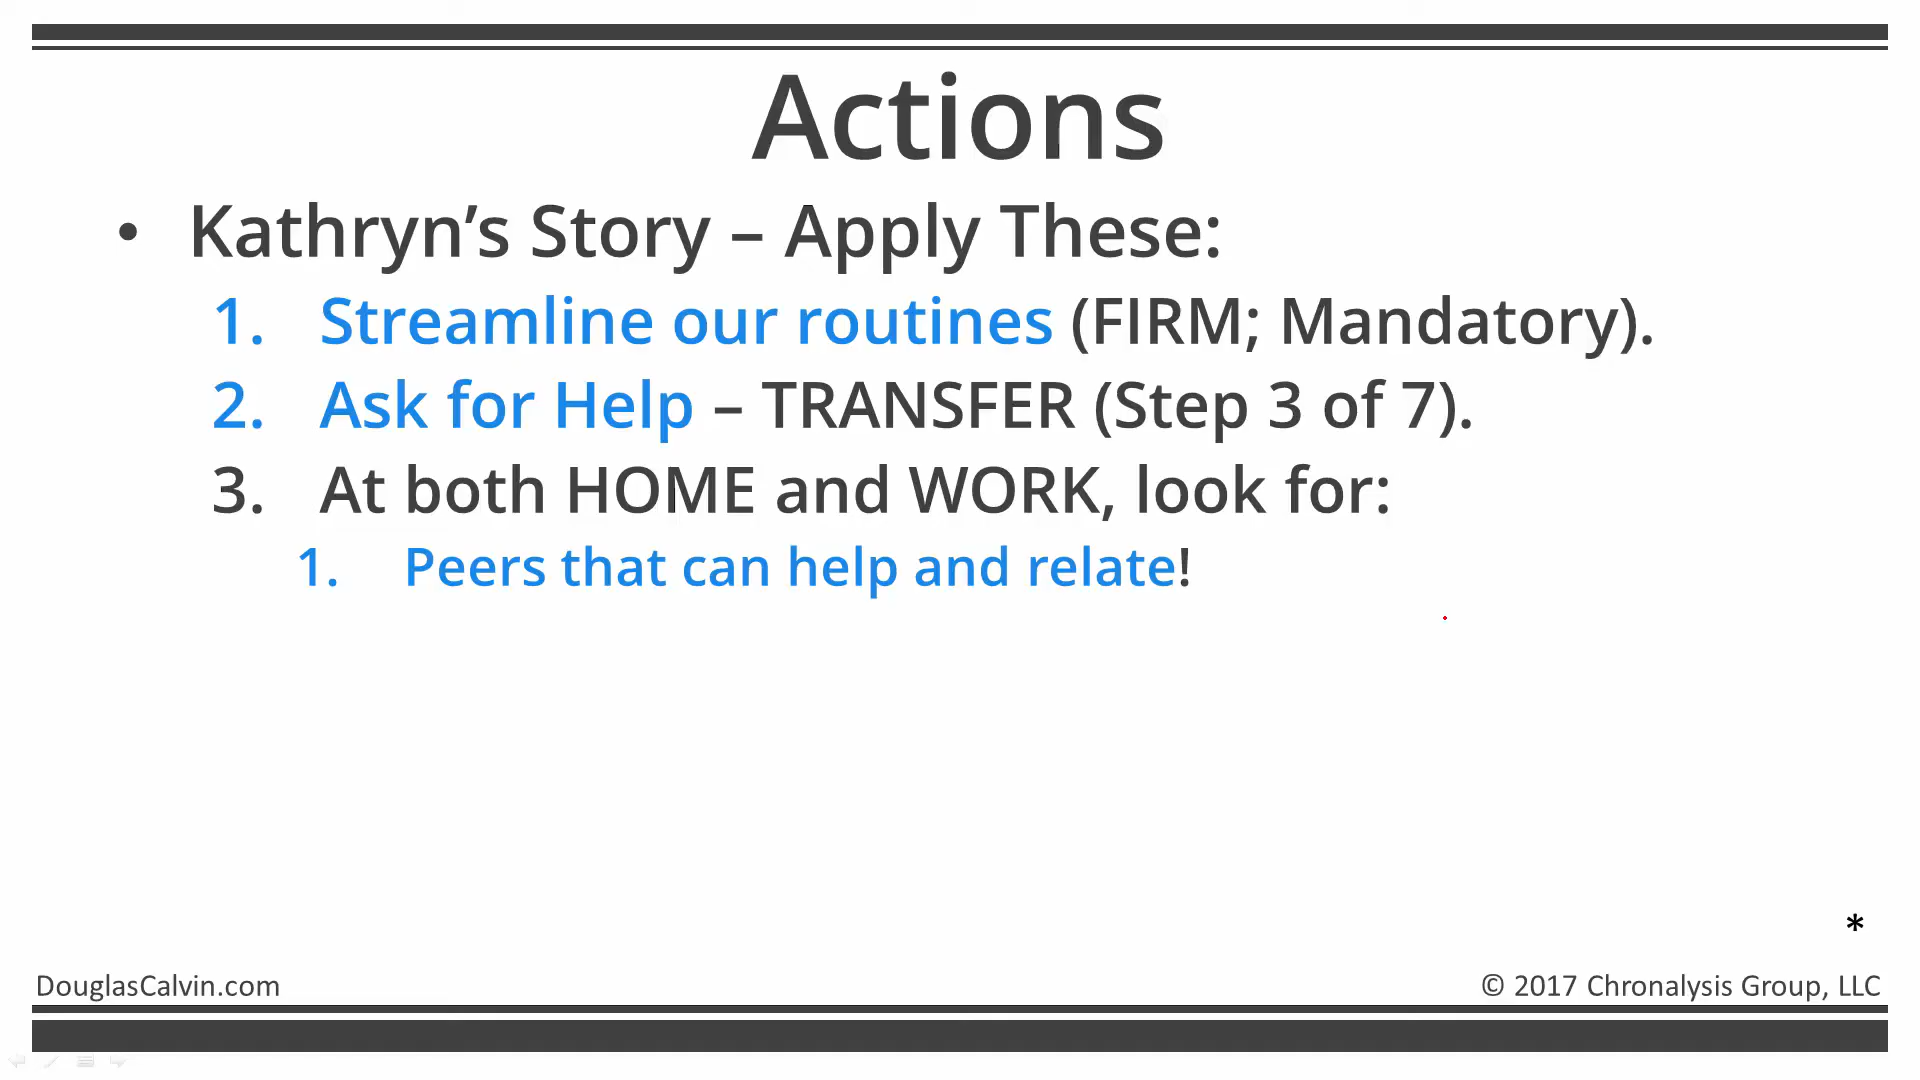 Actions
• Kathryn’s Story – Apply These:
1. Streamline our routines (FIRM; Mandatory).
2. Ask for Help – TRANSFER (Step 3 of 7).
3. At both HOME and WORK, look for:
1. Peers that can help and relate!
*
DouglasCalvin.com
© 2017 Chronalysis Group, LLC